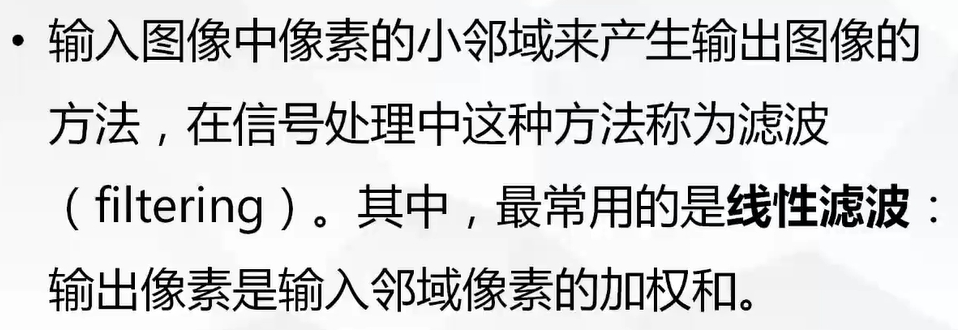 • 输入图像中像素的小邻域来产生输出图像的
方法，在信号处理中这种方法称为滤波
（filtering）。其中，最常用的是线性滤波：
输出像素是输入邻域像素的加权和。